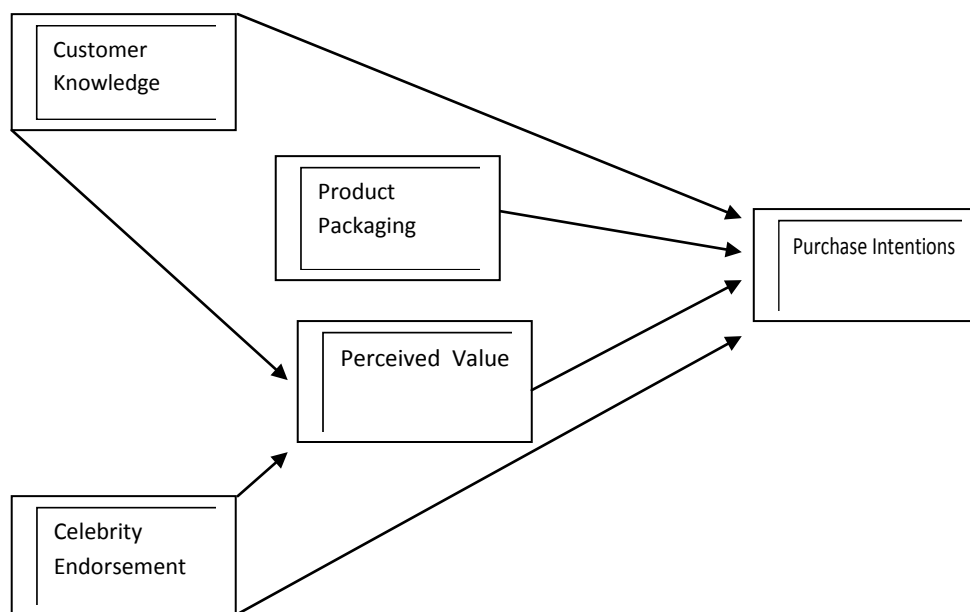 Customer
Knowledge
Product
Packaging
Purchase Intentions
Perceived Value
Celebrity
Endorsement